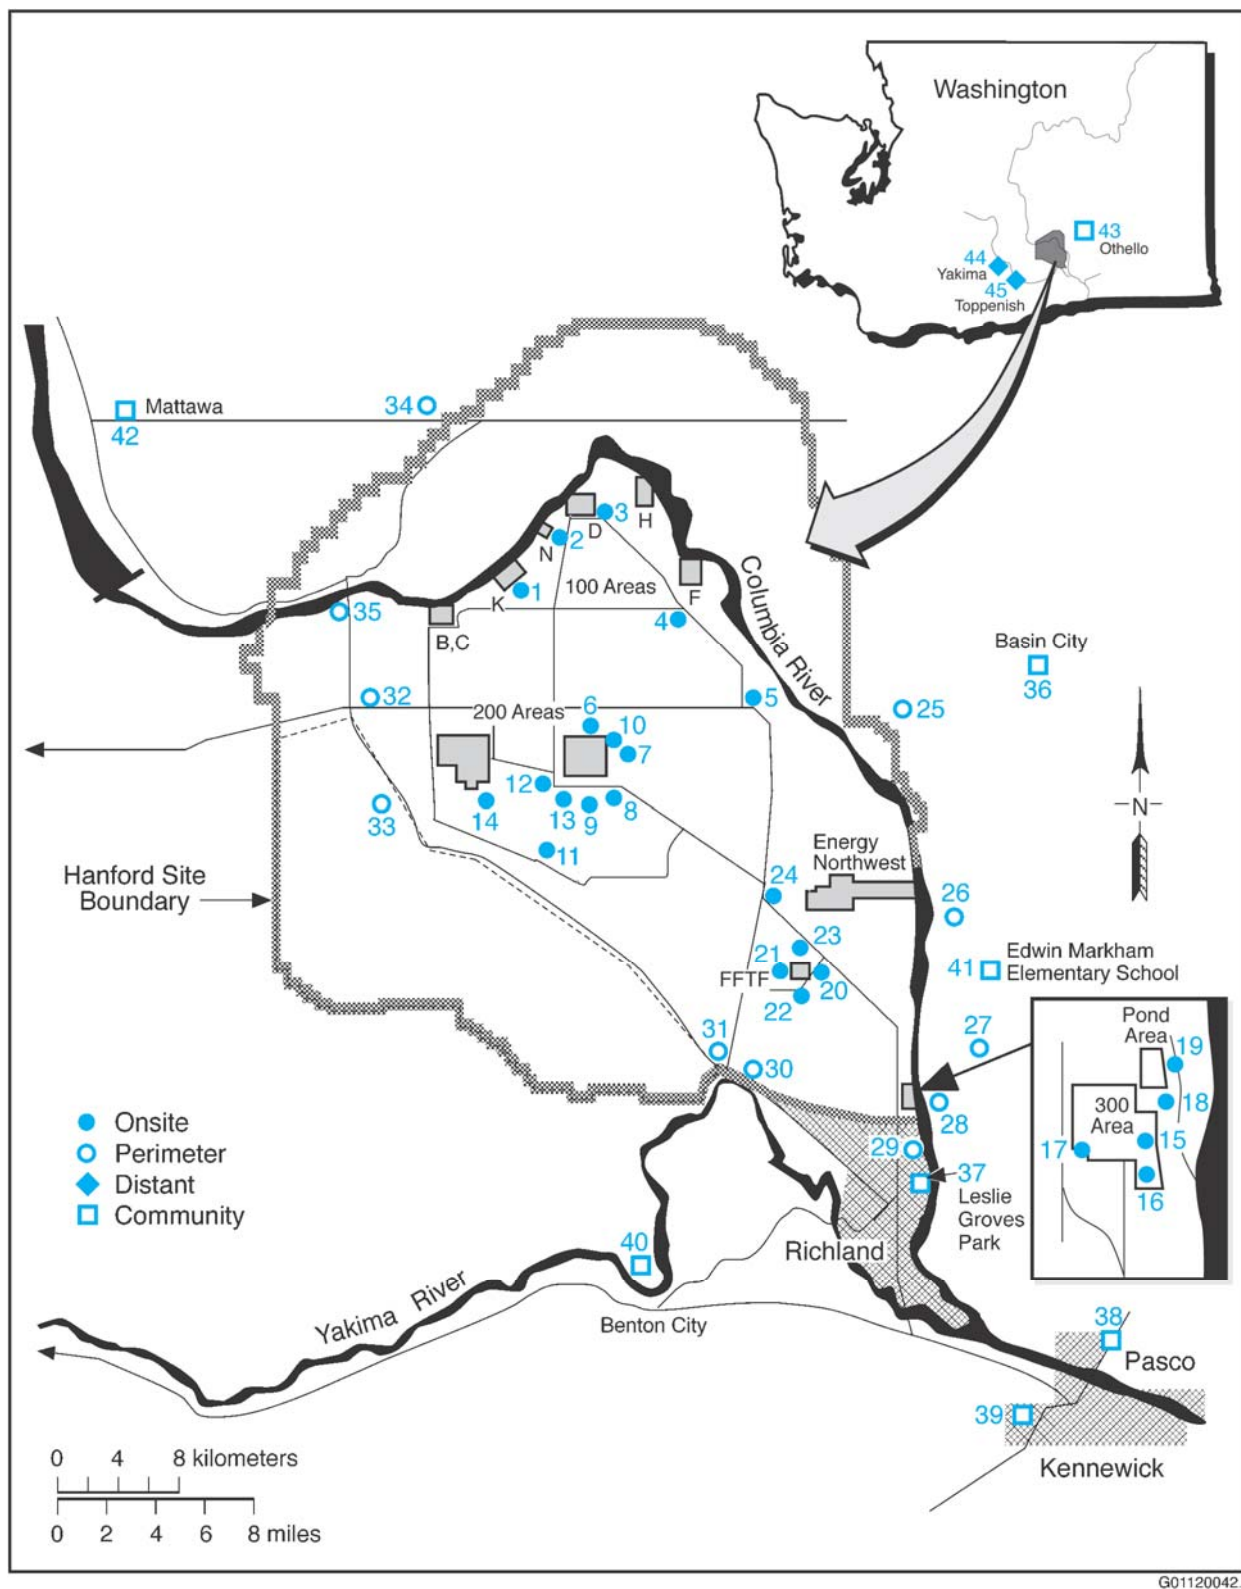 Washington
43
Othello
44
Yakima
45
Toppenish
Mattawa
42
34
H
3
D
2
N
1
K
100 Areas
F
35
B,C
4
Columbia River
Basin City
36
32
5
25
200 Areas
6
10
7
12
13
9
8
14
33
11
N
Hanford Site
Boundary
Energy
Northwest
24
26
23
21
FFTF
20
22
41
Edwin Markham
Elementary School
31
30
27
28
Pond
Area
19
18
300
Area
15
17
16
29
37
Leslie
Groves
Park
Onsite
Perimeter
Distant
Community
40
Richland
Yakima River
Benton City
38
Pasco
39
Kennewick
0 4 8 kilometers
0 2 4 6 8 miles
G01120042.